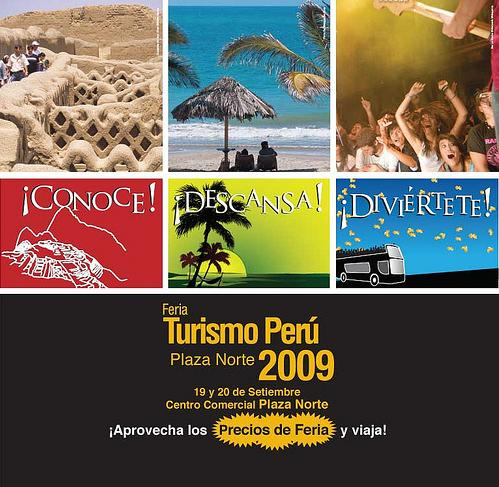 ¡CONOCE!
¡DESCANSA!
¡DIVIÉRTETE!
Feria
Turismo Perú
Plaza Norte 2009
19 y 20 de Setiembre
Centro Comercial Plaza Norte
¡Aprovecha los Precios de Feria y viaja!